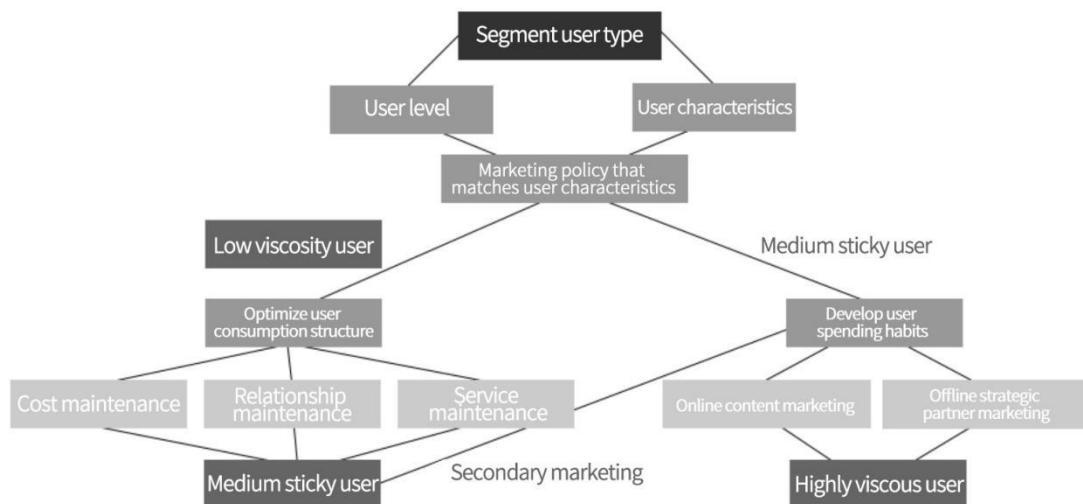 Segment user type
User level
User characteristics
Marketing policy that
matches user characteristics
Low viscosity user
Medium sticky user
Optimize user
consumption structure
Develop user
spending habits
Cost maintenance
Relationship
maintenance
Service
maintenance
Online content marketing
Offline strategic
partner marketing
Medium sticky user
Secondary marketing
Highly viscous user